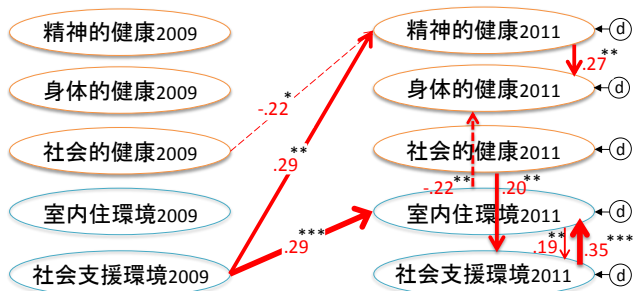 精神的健康2009
精神的健康2011
d
.27**
身体的健康2009
身体的健康2011
d
-.22*
社会的健康2009
社会的健康2011
d
.29**
-.22**
.20**
室内住環境2009
室内住環境2011
d
.29***
.19**
.35***
社会支援環境2009
社会支援環境2011
d